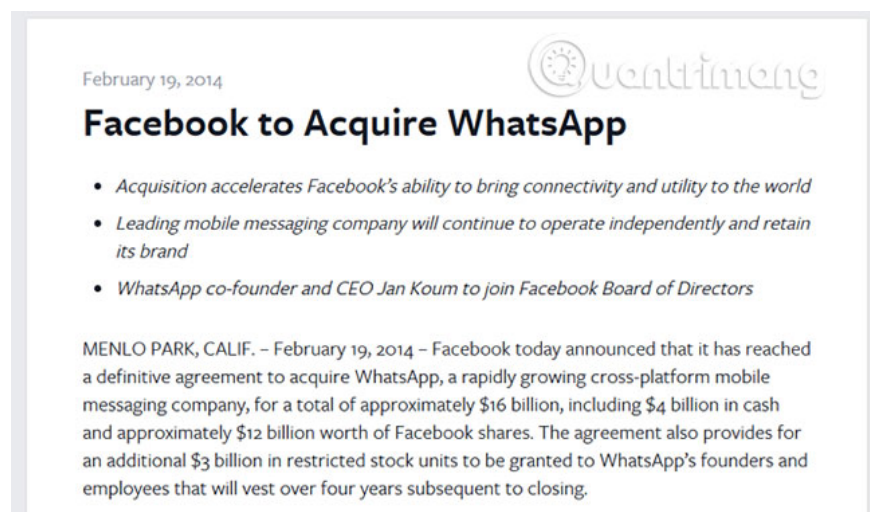 Quantrimang
February 19, 2014
Facebook to Acquire WhatsApp
• Acquisition accelerates Facebook’s ability to bring connectivity and utility to the world
• Leading mobile messaging company will continue to operate independently and retain
its brand
• WhatsApp co-founder and CEO Jan Koum to join Facebook Board of Directors
MENLO PARK, CALIF. – February 19, 2014 – Facebook today announced that it has reached
a definitive agreement to acquire WhatsApp, a rapidly growing cross-platform mobile
messaging company, for a total of approximately $16 billion, including $4 billion in cash
and approximately $12 billion worth of Facebook shares. The agreement also provides for
an additional $3 billion in restricted stock units to be granted to WhatsApp’s founders and
employees that will vest over four years subsequent to closing.